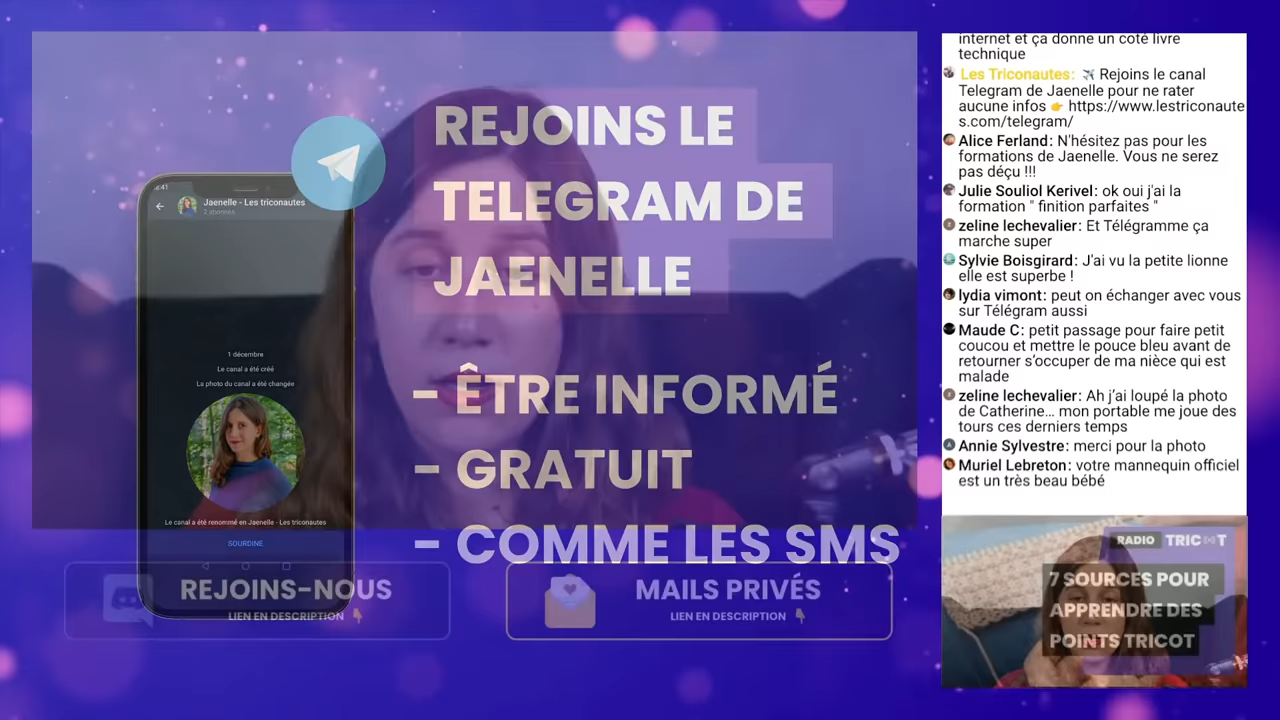 REJOINS LE
TELEGRAM DE
JAENELLE
- ÊTRE INFORMÉ
- GRATUIT
- COMME LES SMS
Jaenelle - Les triconautes
2 abonnés
1 décembre
Le canal a été créé
La photo du canal a été changée
Le canal a été renommé en Jaenelle - Les triconautes
SOURDINE
REJOINS-NOUS
LIEN EN DESCRIPTION 👇
MAILS PRIVÉS
LIEN EN DESCRIPTION 👇
internet et ça donne un coté livre
technique
Les Triconautes: ✈️ Rejoins le canal
Telegram de Jaenelle pour ne rater
aucune infos 👉 https://www.lestriconaute
s.com/telegram/
Alice Ferland: N'hésitez pas pour les
formations de Jaenelle. Vous ne serez
pas déçu !!!
Julie Souliol Kerivel: ok oui j'ai la
formation " finition parfaites "
zeline lechevalier: Et Télégramme ça
marche super
Sylvie Boisgirard: J'ai vu la petite lionne
elle est superbe !
lydia vimont: peut on échanger avec vous
sur Télégram aussi
Maude C: petit passage pour faire petit
coucou et mettre le pouce bleu avant de
retourner s'occuper de ma nièce qui est
malade
zeline lechevalier: Ah j'ai loupé la photo
de Catherine… mon portable me joue des
tours ces derniers temps
Annie Sylvestre: merci pour la photo
Muriel Lebreton: votre mannequin officiel
est un très beau bébé
RADIO TRICOT
7 SOURCES POUR
APPRENDRE DES
POINTS TRICOT